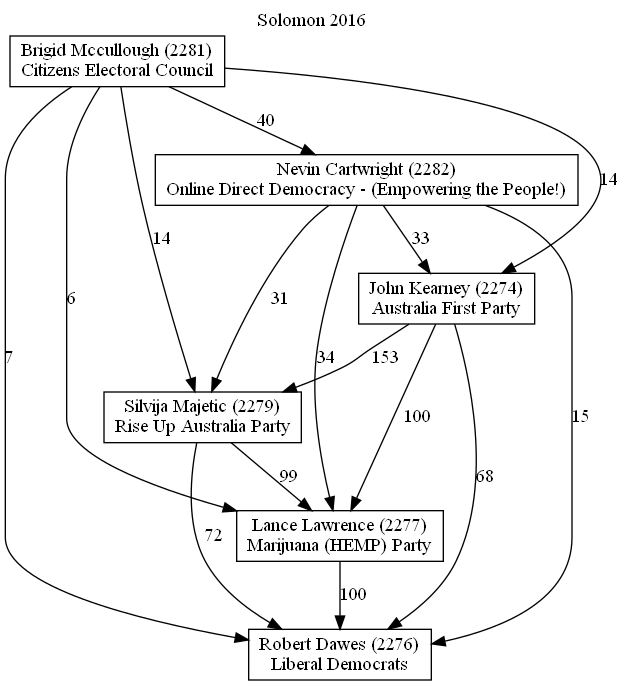 Solomon 2016
Brigid Mccullough (2281)
Citizens Electoral Council
40
Nevin Cartwright (2282)
Online Direct Democracy - (Empowering the People!)
14
14
33
John Kearney (2274)
Australia First Party
6
31
7
34
153
Silvija Majetic (2279)
Rise Up Australia Party
100
15
99
68
Lance Lawrence (2277)
Marijuana (HEMP) Party
72
100
Robert Dawes (2276)
Liberal Democrats